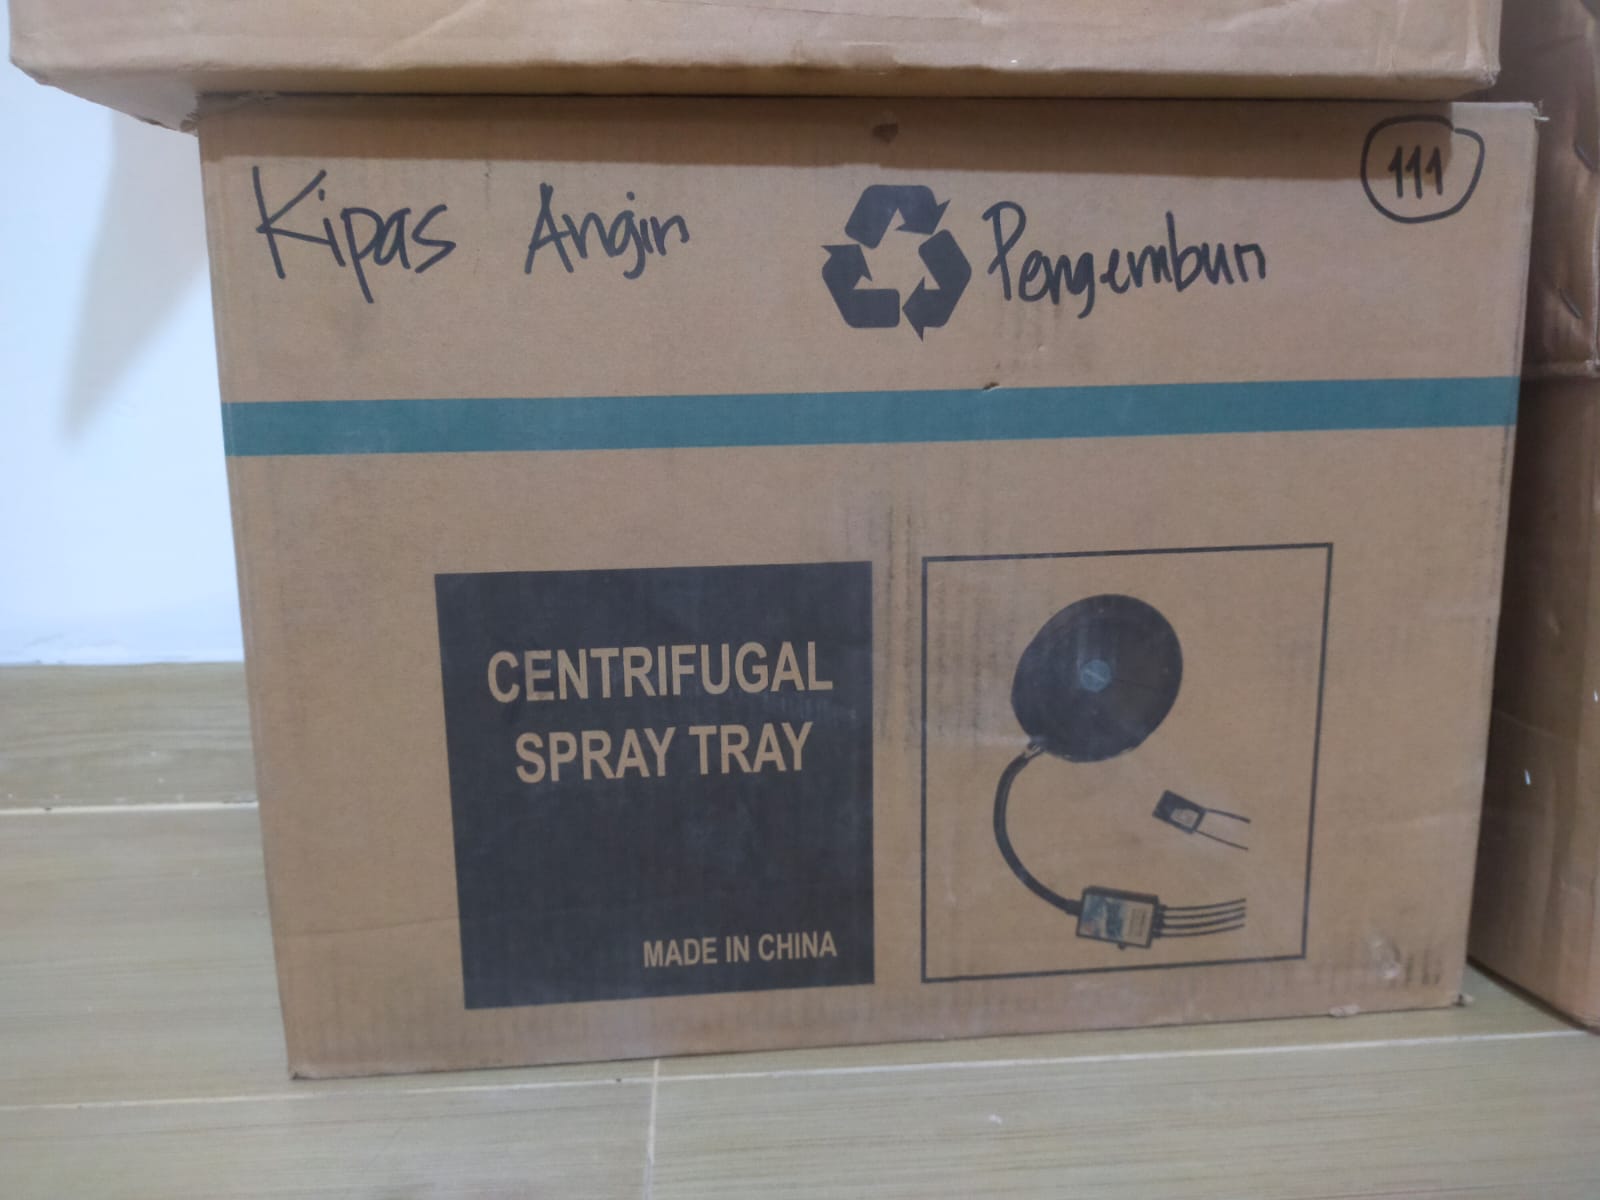 111
Kipas Angin Pengembun
CENTRIFUGAL
SPRAY TRAY
MADE IN CHINA